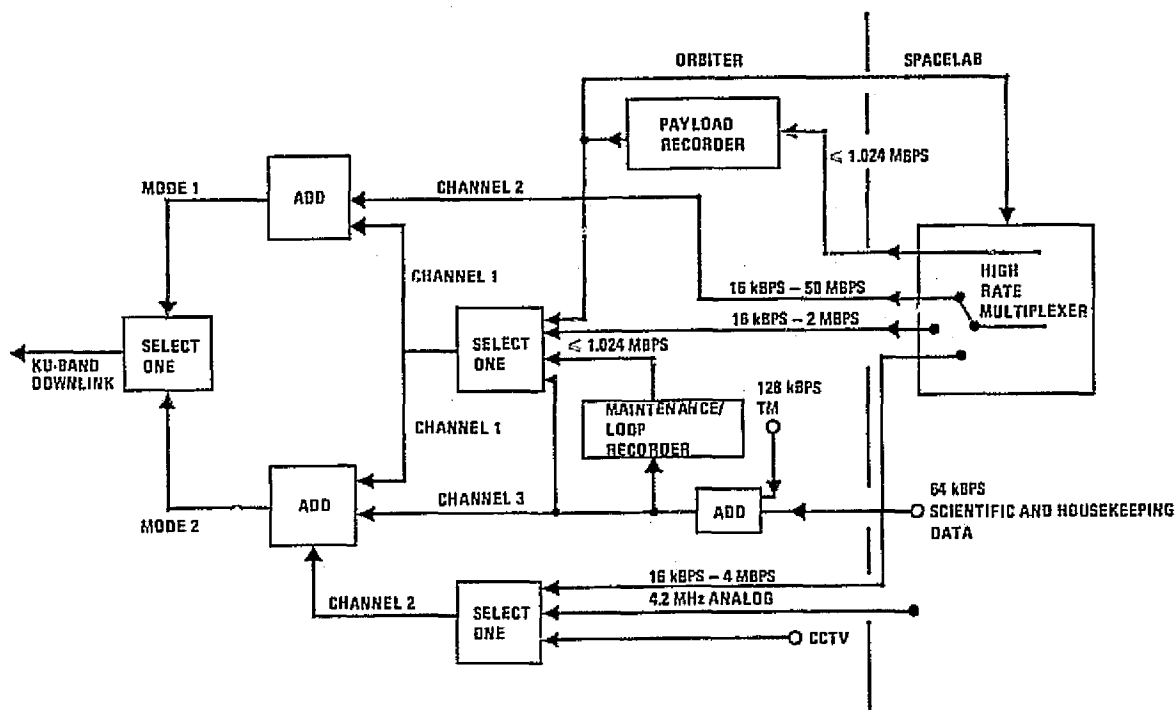 ORBITER
SPACELAB
PAYLOAD
RECORDER
⩽ 1.024 MBPS
MODE 1
ADD
CHANNEL 2
CHANNEL 1
HIGH
RATE
MULTIPLEXER
16 kBPS – 50 MBPS
16 kBPS – 2 MBPS
SELECT
ONE
KU-BAND
DOWNLINK
SELECT
ONE
⩽ 1.024 MBPS
128 kBPS
TM
MAINTENANCE/
LOOP
RECORDER
CHANNEL 1
ADD
CHANNEL 3
ADD
64 kBPS
SCIENTIFIC AND HOUSEKEEPING
DATA
MODE 2
16 kBPS – 4 MBPS
4.2 MHz ANALOG
CHANNEL 2
SELECT
ONE
CCTV